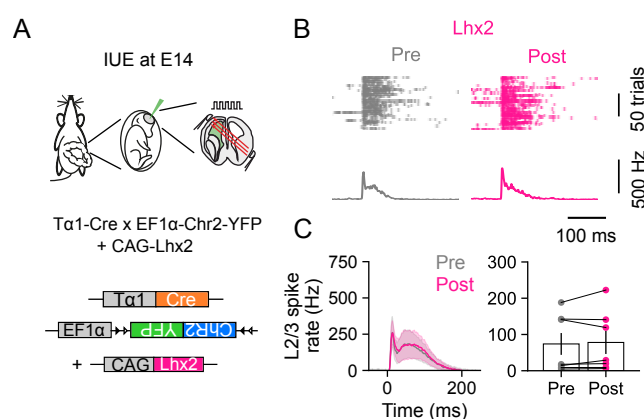 A
IUE at E14
Tα1-Cre x EF1α-Chr2-YFP
+ CAG-Lhx2
Tα1 Cre
EF1α YFP ChR2
+ CAG Lhx2
B
Lhx2
Pre Post
50 trials
500 Hz
100 ms
C
L2/3 spike
rate (Hz)
750
500
250
0
0 200
Time (ms)
Pre
Post
300
200
100
0
Pre Post